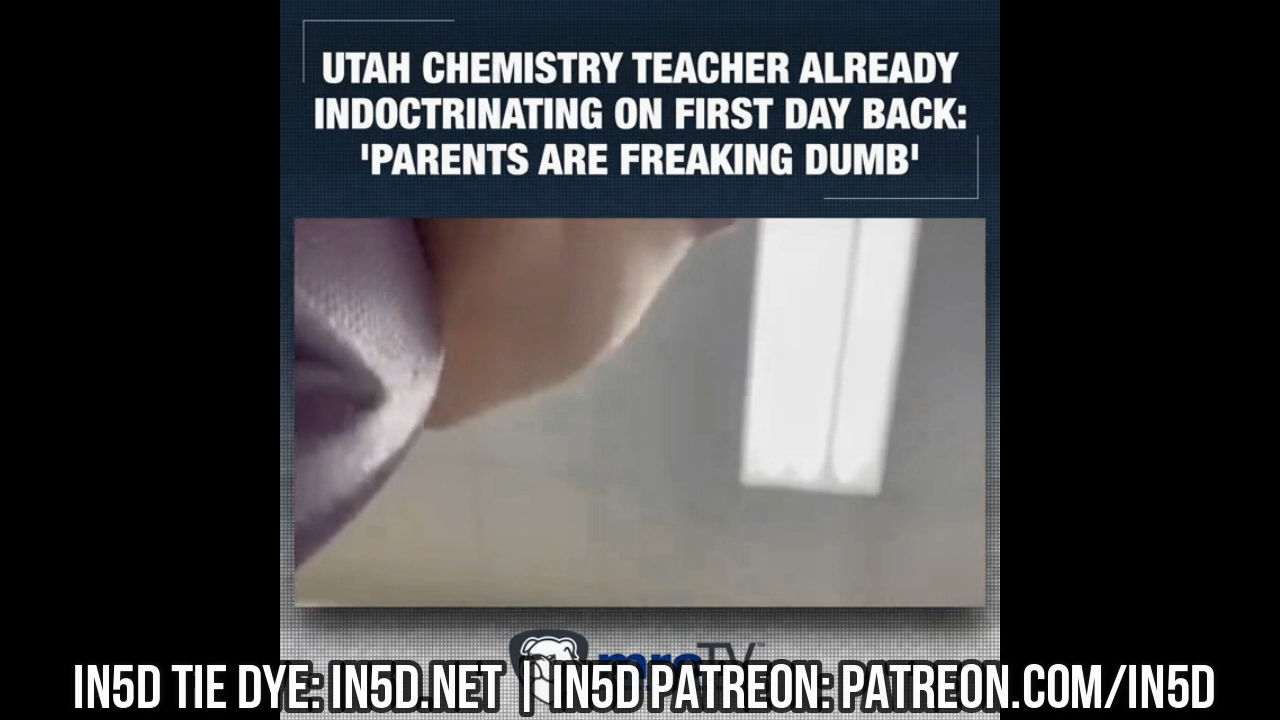 UTAH CHEMISTRY TEACHER ALREADY
INDOCTRINATING ON FIRST DAY BACK:
'PARENTS ARE FREAKING DUMB'
mrcTV™
IN5D TIE DYE: IN5D.NET | IN5D PATREON: PATREON.COM/IN5D